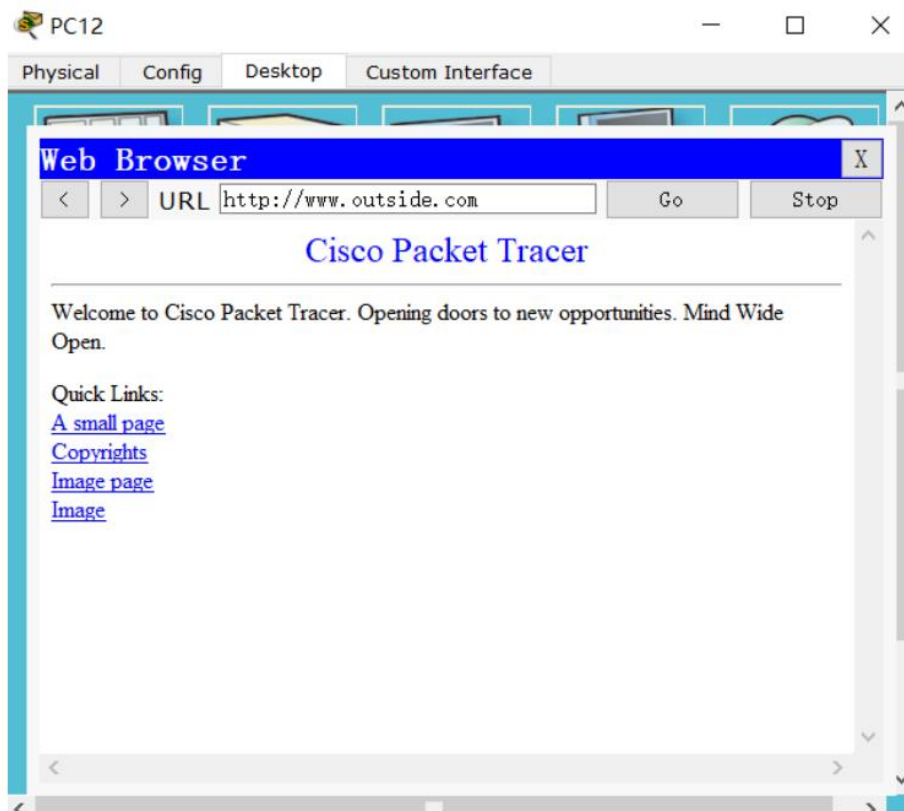 PC12
Physical Config Desktop Custom Interface
Web Browser X
< > URL http://www.outside.com Go Stop
Cisco Packet Tracer
Welcome to Cisco Packet Tracer. Opening doors to new opportunities. Mind Wide
Open.
Quick Links:
A small page
Copyrights
Image page
Image